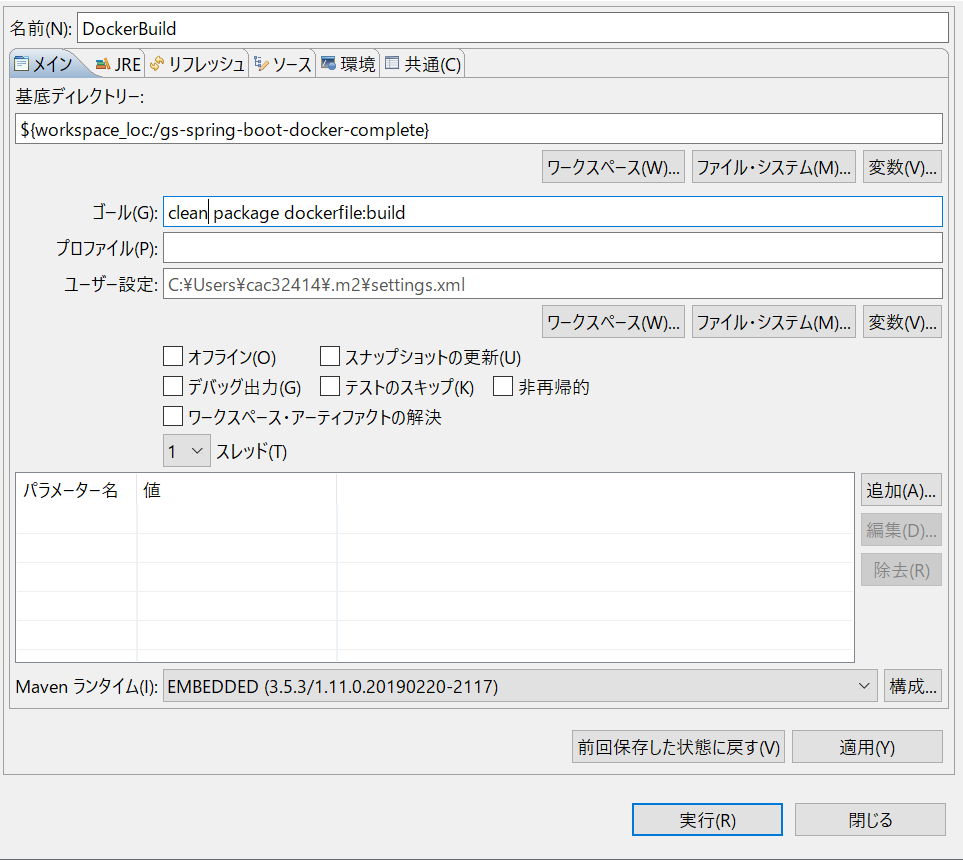 名前(N): DockerBuild
メイン JRE リフレッシュ ソース 環境 共通(C)
基底ディレクトリー:
${workspace_loc:/gs-spring-boot-docker-complete}
ワークスペース(W)... ファイル・システム(M)... 変数(V)...
ゴール(G): clean package dockerfile:build
プロファイル(P):
ユーザー設定: C:¥Users¥cac32414¥.m2¥settings.xml
ワークスペース(W)... ファイル・システム(M)... 変数(V)...
オフライン(O) スナップショットの更新(U)
デバッグ出力(G) テストのスキップ(K) 非再帰的
ワークスペース・アーティファクトの解決
1 スレッド(T)
パラメーター名 値 追加(A)...
編集(D)...
除去(R)
Maven ランタイム(I): EMBEDDED (3.5.3/1.11.0.20190220-2117) 構成...
前回保存した状態に戻す(V) 適用(Y)
実行(R) 閉じる